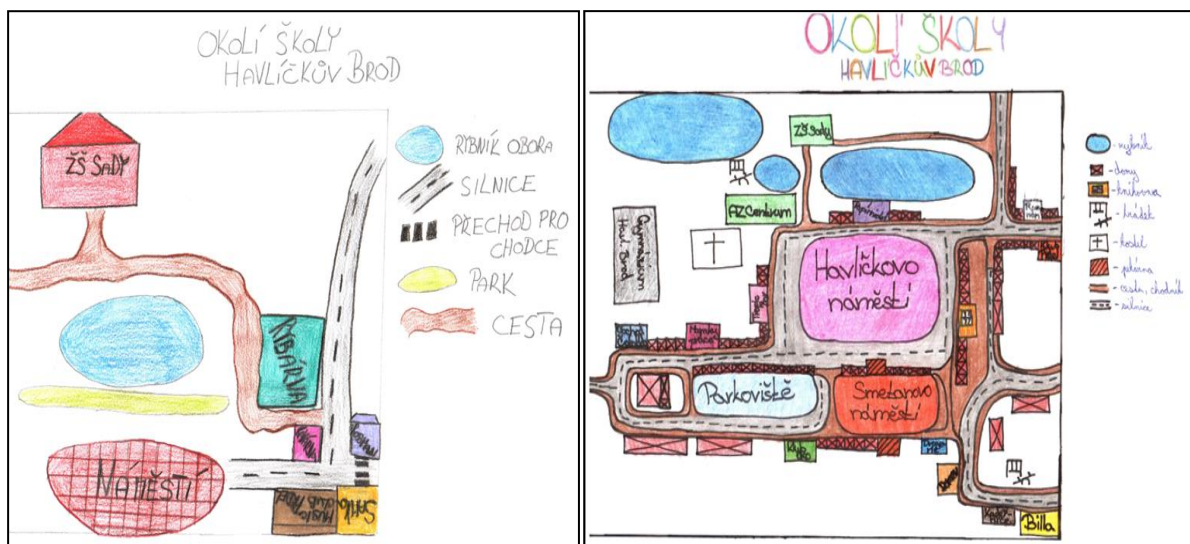 OKOLÍ ŠKOLY
HAVLÍČKŮV BROD
ZŠ SADY
RYBÁRVA
NÁMĚSTÍ
RYBNÍK OBORA
SILNICE
PŘECHOD PRO
CHODCE
PARK
CESTA
OKOLÍ ŠKOLY
HAVLÍČKŮV BROD
ZŠ Sady
AZ Centrum
Gymnázium
Havl. Brod
Havlíčkovo
náměstí
Parkoviště
Smetanovo
náměstí
Billa
- rybník
- domy
- knihovna
- hrádek
- kostel
- pekárna
- cesta, chodník
- silnice